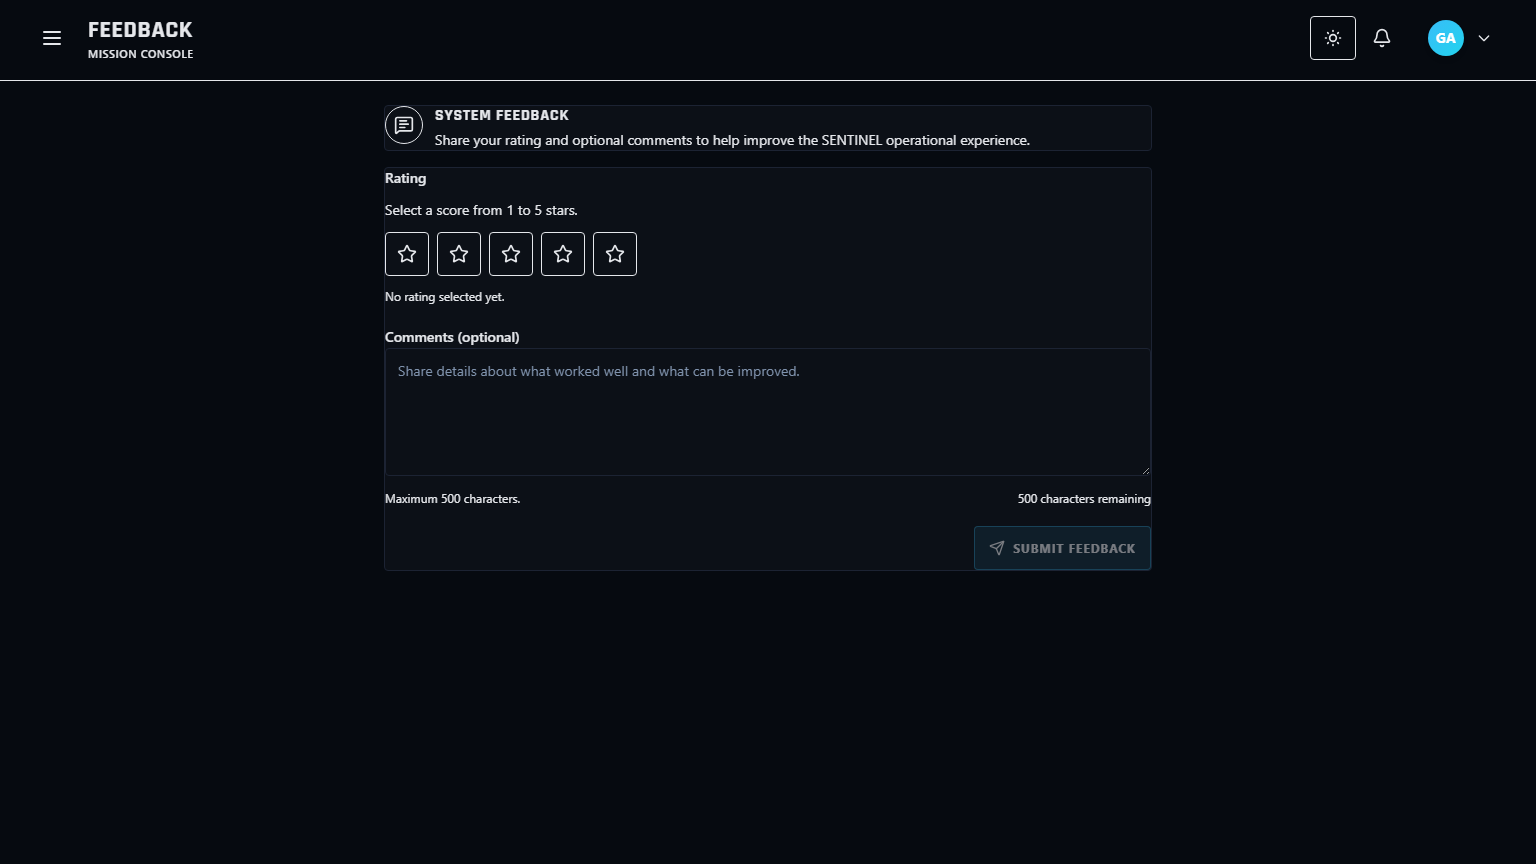 FEEDBACK
MISSION CONSOLE
GA
SYSTEM FEEDBACK
Share your rating and optional comments to help improve the SENTINEL operational experience.
Rating
Select a score from 1 to 5 stars.
No rating selected yet.
Comments (optional)
Share details about what worked well and what can be improved.
Maximum 500 characters.
500 characters remaining
SUBMIT FEEDBACK